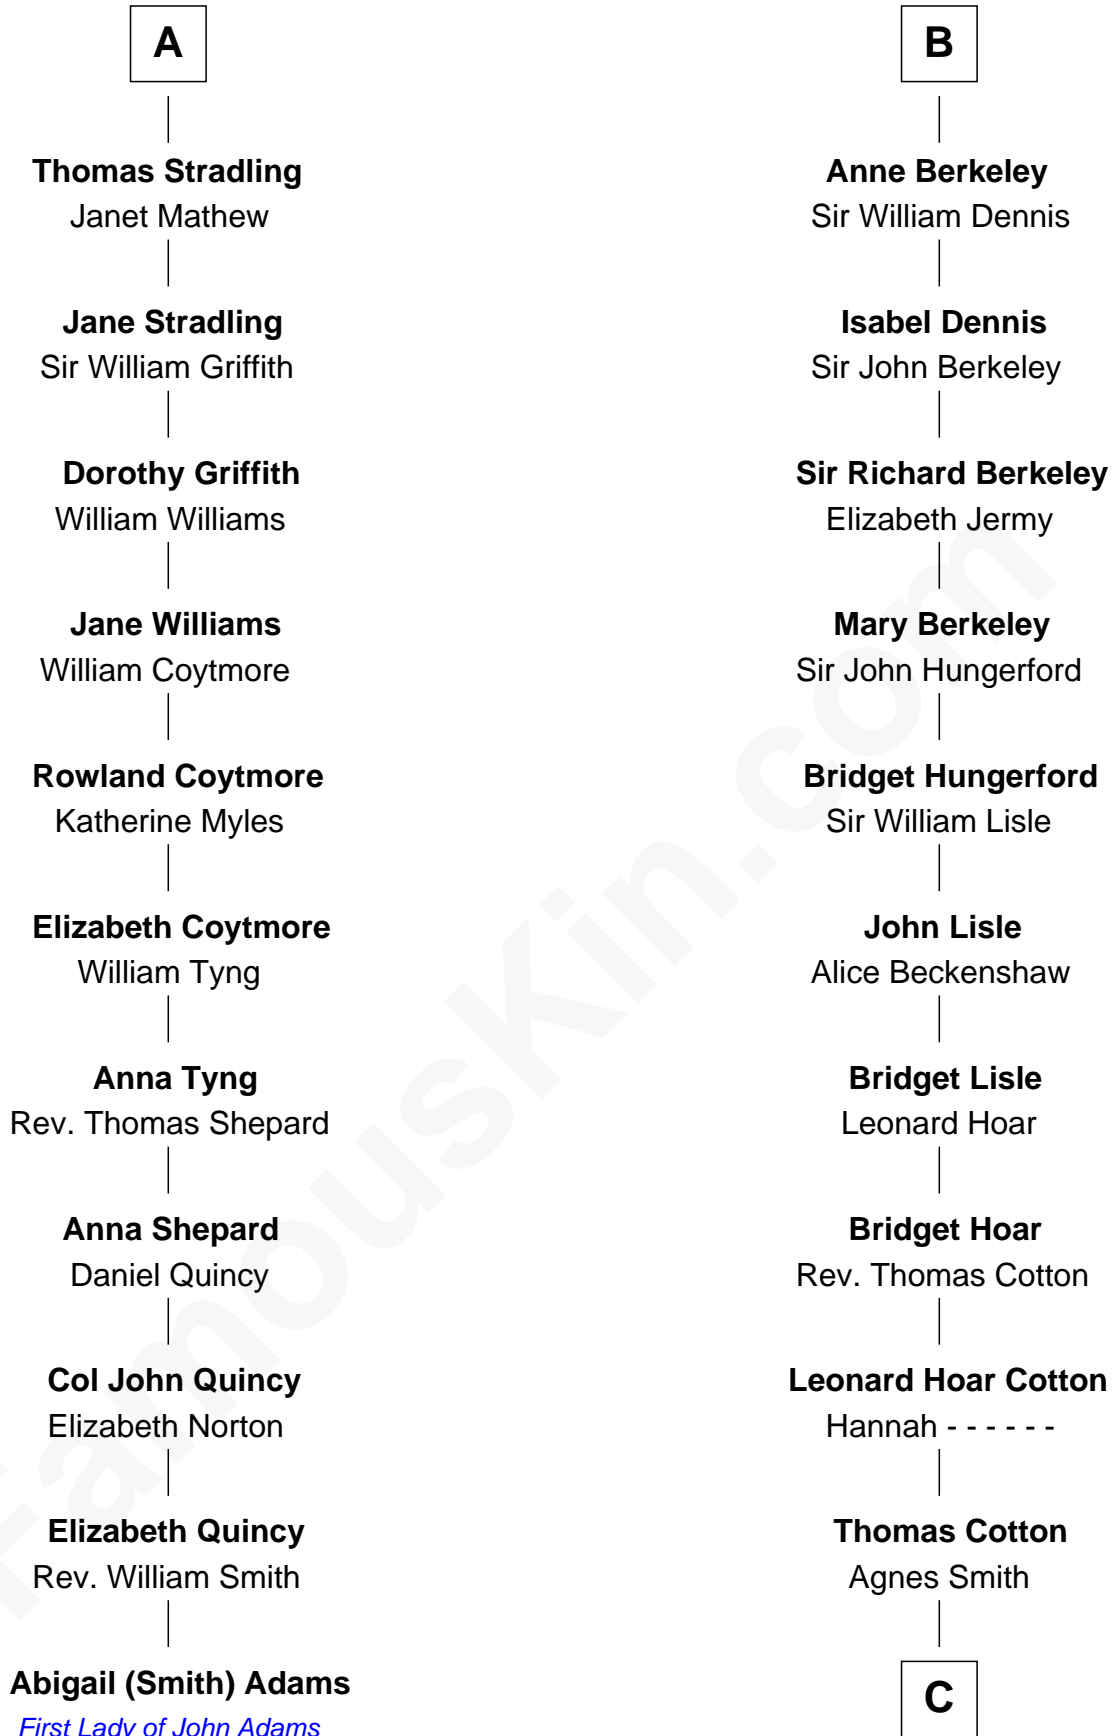 A
Thomas Stradling
Janet Mathew
Jane Stradling
Sir William Griffith
Dorothy Griffith
William Williams
Jane Williams
William Coytmore
Rowland Coytmore
Katherine Myles
Elizabeth Coytmore
William Tyng
Anna Tyng
Rev. Thomas Shepard
Anna Shepard
Daniel Quincy
Col John Quincy
Elizabeth Norton
Elizabeth Quincy
Rev. William Smith
Abigail (Smith) Adams
First Lady of John Adams
B
Anne Berkeley
Sir William Dennis
Isabel Dennis
Sir John Berkeley
Sir Richard Berkeley
Elizabeth Jermy
Mary Berkeley
Sir John Hungerford
Bridget Hungerford
Sir William Lisle
John Lisle
Alice Beckenshaw
Bridget Lisle
Leonard Hoar
Bridget Hoar
Rev. Thomas Cotton
Leonard Hoar Cotton
Hannah - - - - - -
Thomas Cotton
Agnes Smith
C
FamousKin.com